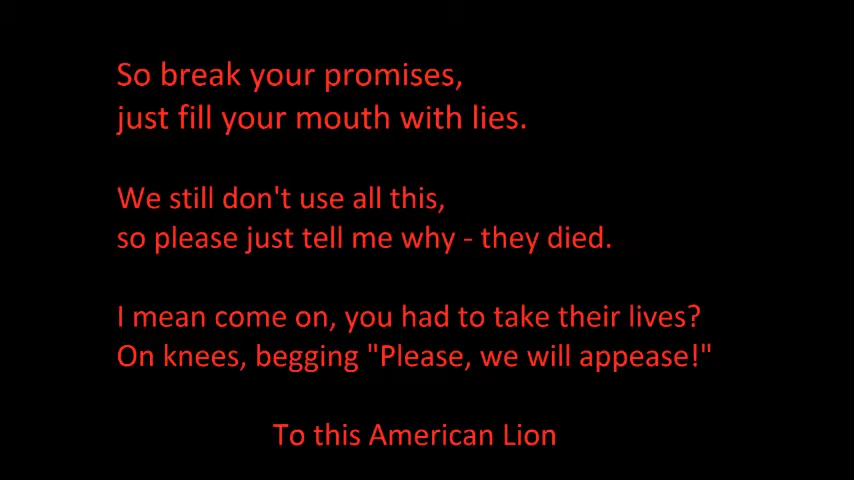 So break your promises,
just fill your mouth with lies.
We still don't use all this,
so please just tell me why - they died.
I mean come on, you had to take their lives?
On knees, begging "Please, we will appease!"
To this American Lion